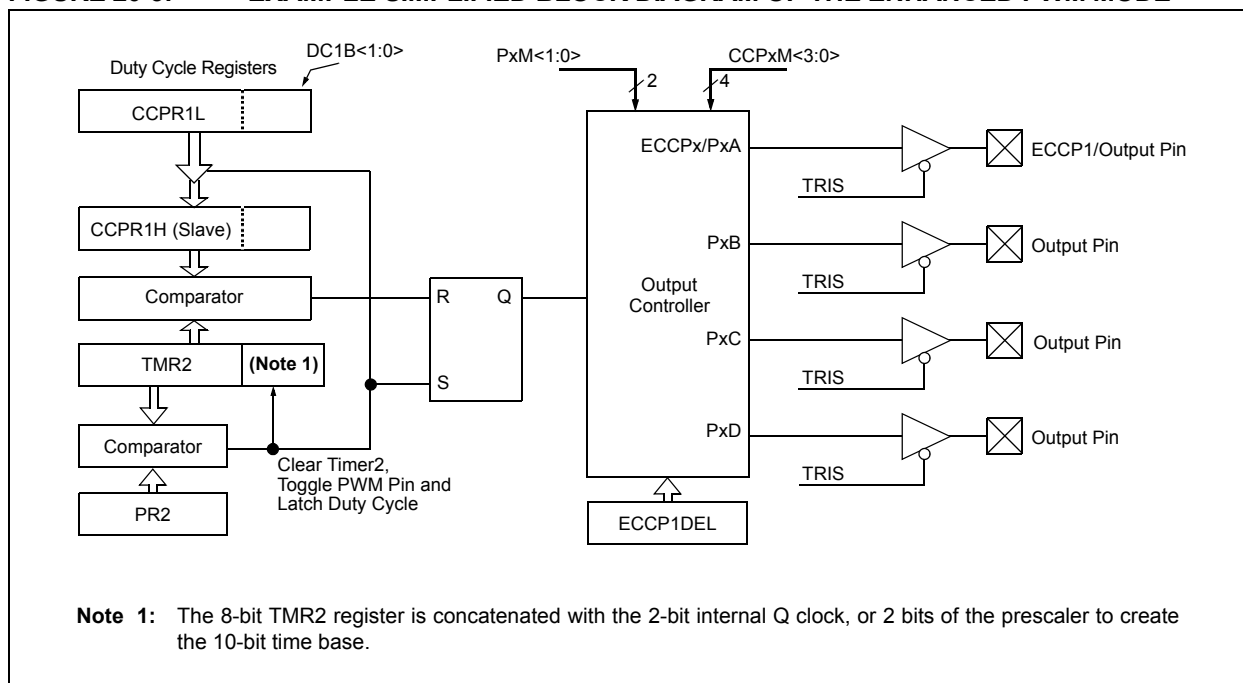 DC1B<1:0>
Duty Cycle Registers
CCPR1L
CCPR1H (Slave)
Comparator
TMR2
(Note 1)
Comparator
PR2
Clear Timer2,
Toggle PWM Pin and
Latch Duty Cycle
R
Q
S
PxM<1:0>
2
CCPxM<3:0>
4
Output
Controller
ECCPx/PxA
PxB
PxC
PxD
ECCP1DEL
TRIS
ECCP1/Output Pin
TRIS
Output Pin
TRIS
Output Pin
TRIS
Output Pin
Note 1: The 8-bit TMR2 register is concatenated with the 2-bit internal Q clock, or 2 bits of the prescaler to create
the 10-bit time base.